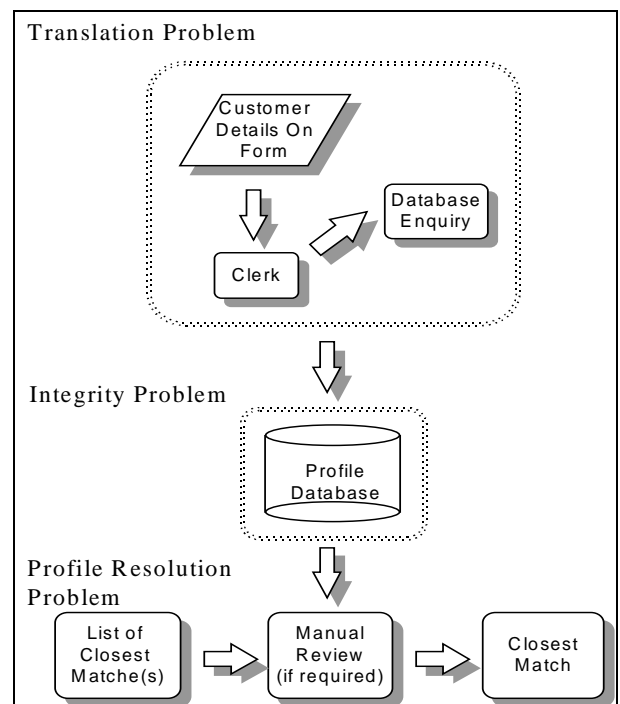 Translation Problem
Customer
Details On
Form
Database
Enquiry
Clerk
Integrity Problem
Profile
Database
Profile Resolution
Problem
List of
Closest
Matche(s)
Manual
Review
(if required)
Closest
Match